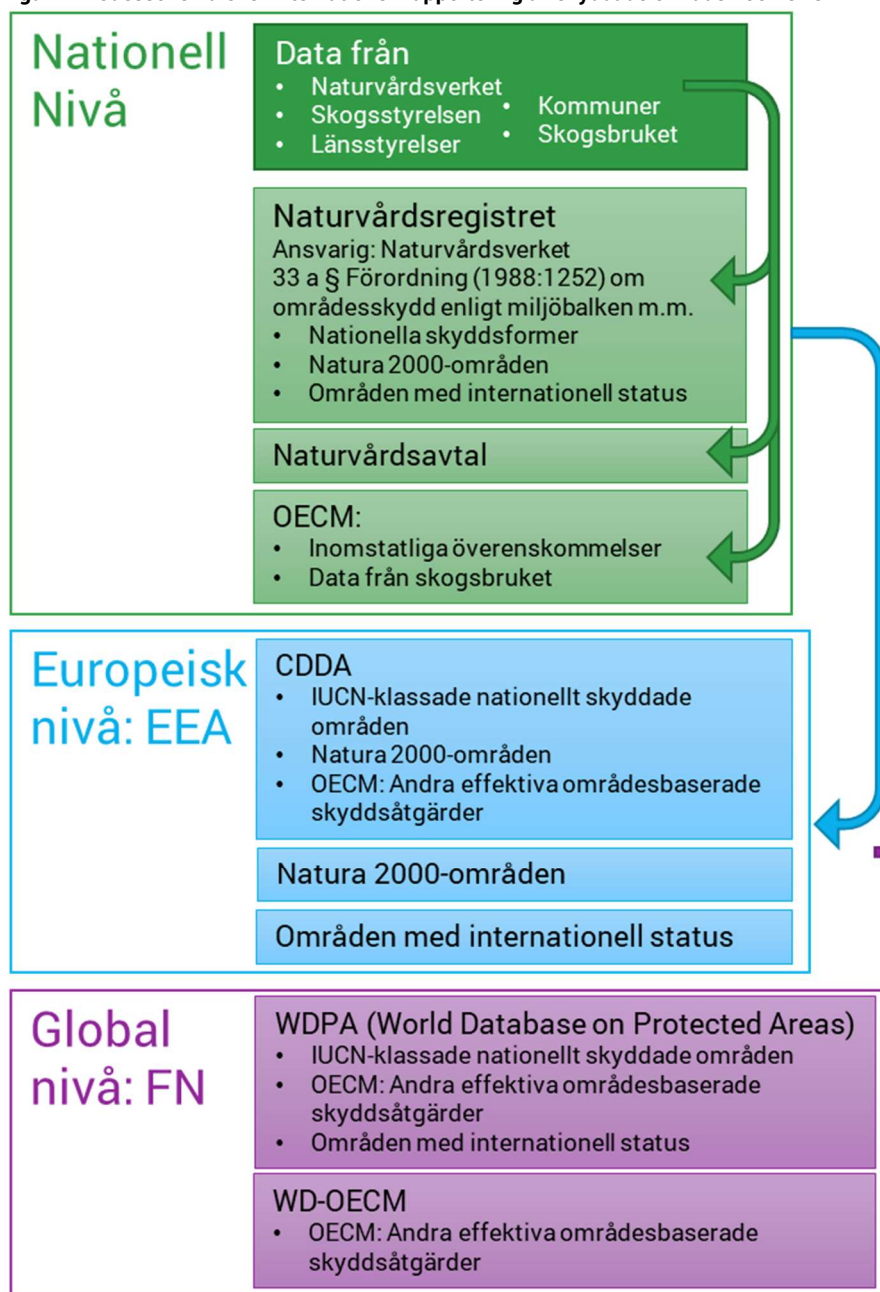 Nationell
Nivå
Data från
• Naturvårdsverket
• Skogsstyrelsen
• Länsstyrelser
• Kommuner
• Skogsbruket
Naturvårdsregistret
Ansvarig: Naturvårdsverket
33 a § Förordning (1988:1252) om
områdesskydd enligt miljöbalken m.m.
• Nationella skyddsformer
• Natura 2000-områden
• Områden med internationell status
Naturvårdsavtal
OECM:
• Inomstatliga överenskommelser
• Data från skogsbruket
Europeisk
nivå: EEA
CDDA
• IUCN-klassade nationellt skyddade
områden
• Natura 2000-områden
• OECM: Andra effektiva områdesbaserade
skyddsåtgärder
Natura 2000-områden
Områden med internationell status
Global
nivå: FN
WDPA (World Database on Protected Areas)
• IUCN-klassade nationellt skyddade områden
• OECM: Andra effektiva områdesbaserade
skyddsåtgärder
• Områden med internationell status
WD-OECM
• OECM: Andra effektiva områdesbaserade
skyddsåtgärder